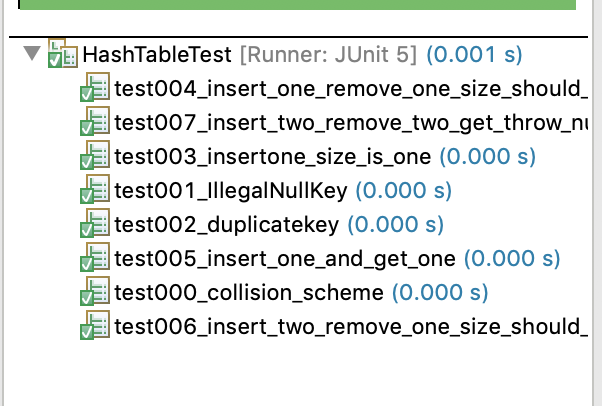 HashTableTest [Runner: JUnit 5] (0.001 s)
test004_insert_one_remove_one_size_should_
test007_insert_two_remove_two_get_throw_nu
test003_insertone_size_is_one (0.000 s)
test001_IllegalNullKey (0.000 s)
test002_duplicatekey (0.000 s)
test005_insert_one_and_get_one (0.000 s)
test000_collision_scheme (0.000 s)
test006_insert_two_remove_one_size_should_